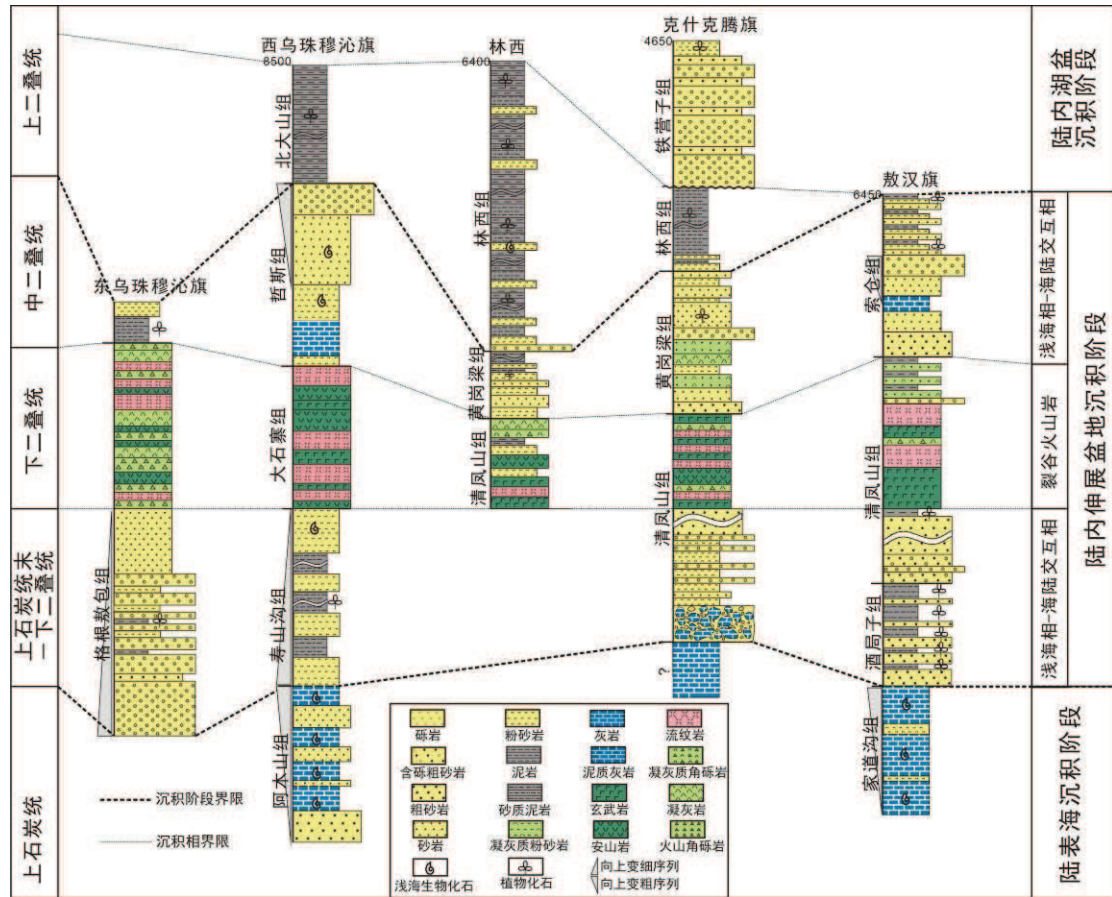 上二叠统
中二叠统
下二叠统
上石炭统末
一下二叠统
上石炭统
东乌珠穆沁旗
格根敖包组
西乌珠穆沁旗
6500
北大山组
哲斯组
大石寨组
寿山沟组
阿木山组
林西
6400
林西组
黄岗梁组
清凤山组
克什克腾旗
4650
铁营子组
林西组
黄岗梁组
清凤山组
?
敖汉旗
6450
索仑组
清凤山组
酒局子组
家道沟组
陆内湖盆
沉积阶段
浅海相-海陆交互相
裂谷火山岩
浅海相-海陆交互相
陆内伸展盆地沉积阶段
陆表海沉积阶段
沉积阶段界限
沉积相界限
砾岩
粉砂岩
灰岩
流纹岩
含砾粗砂岩
泥岩
泥质灰岩
凝灰质角砾岩
粗砂岩
砂质泥岩
玄武岩
凝灰岩
砂岩
凝灰质粉砂岩
安山岩
火山角砾岩
浅海生物化石
植物化石
向上变细序列
向上变粗序列